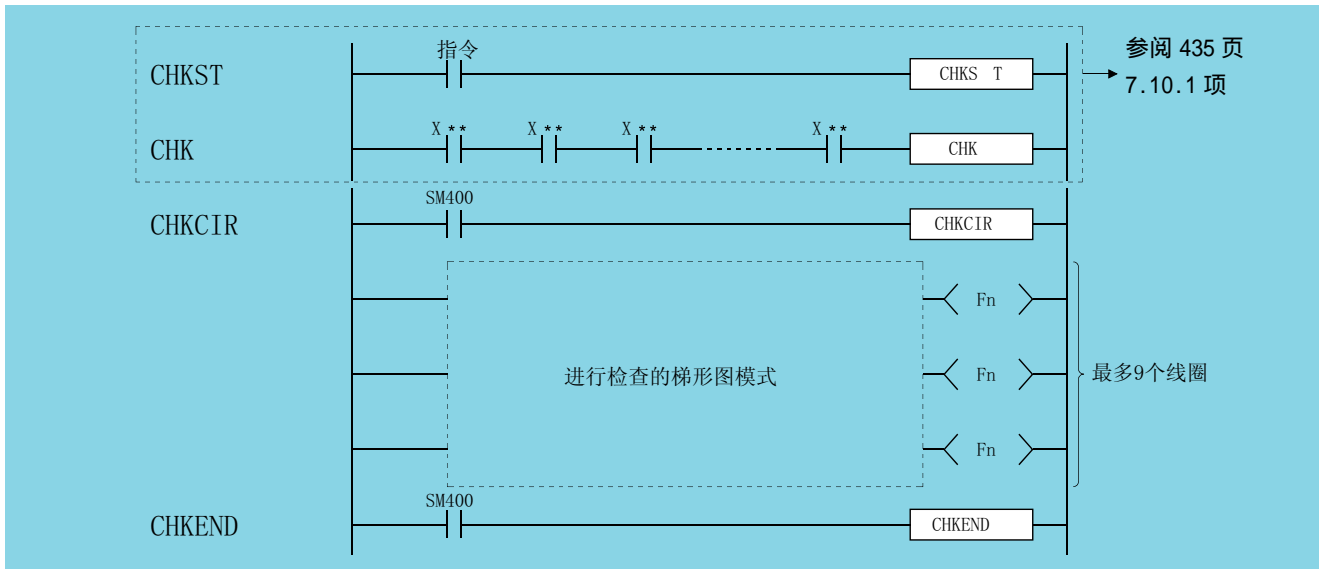 指令
CHKST
CHKS T
参阅 435 页
7.10.1 项
X ** X ** X ** X **
CHK
CHK
SM400
CHKCIR
CHKCIR
Fn
进行检查的梯形图模式
Fn
最多9个线圈
Fn
SM400
CHKEND
CHKEND